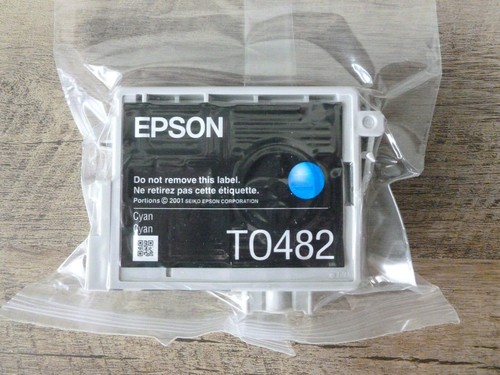 EPSON
Do not remove this label.
Ne retirez pas cette étiquette.
Portions © 2001 SEIKO EPSON CORPORATION
Cyan
Cyan
T0482